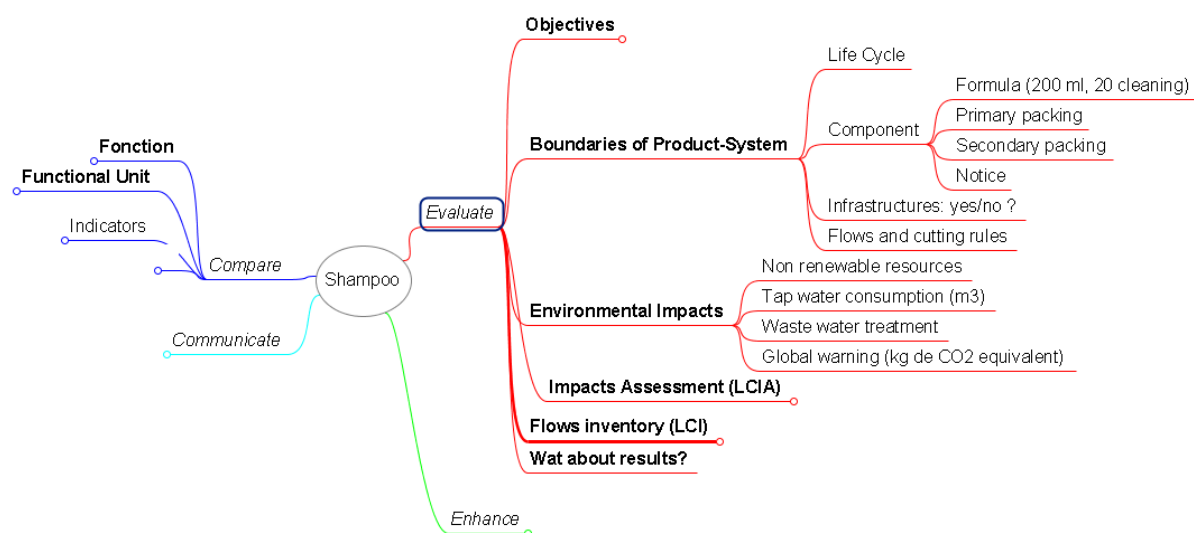 Shampoo
Evaluate
Objectives
Boundaries of Product-System
Life Cycle
Component
Formula (200 ml, 20 cleaning)
Primary packing
Secondary packing
Notice
Infrastructures: yes/no ?
Flows and cutting rules
Environmental Impacts
Non renewable resources
Tap water consumption (m3)
Waste water treatment
Global warning (kg de CO2 equivalent)
Impacts Assessment (LCIA)
Flows inventory (LCI)
Wat about results?
Enhance
Compare
Fonction
Functional Unit
Indicators
Communicate